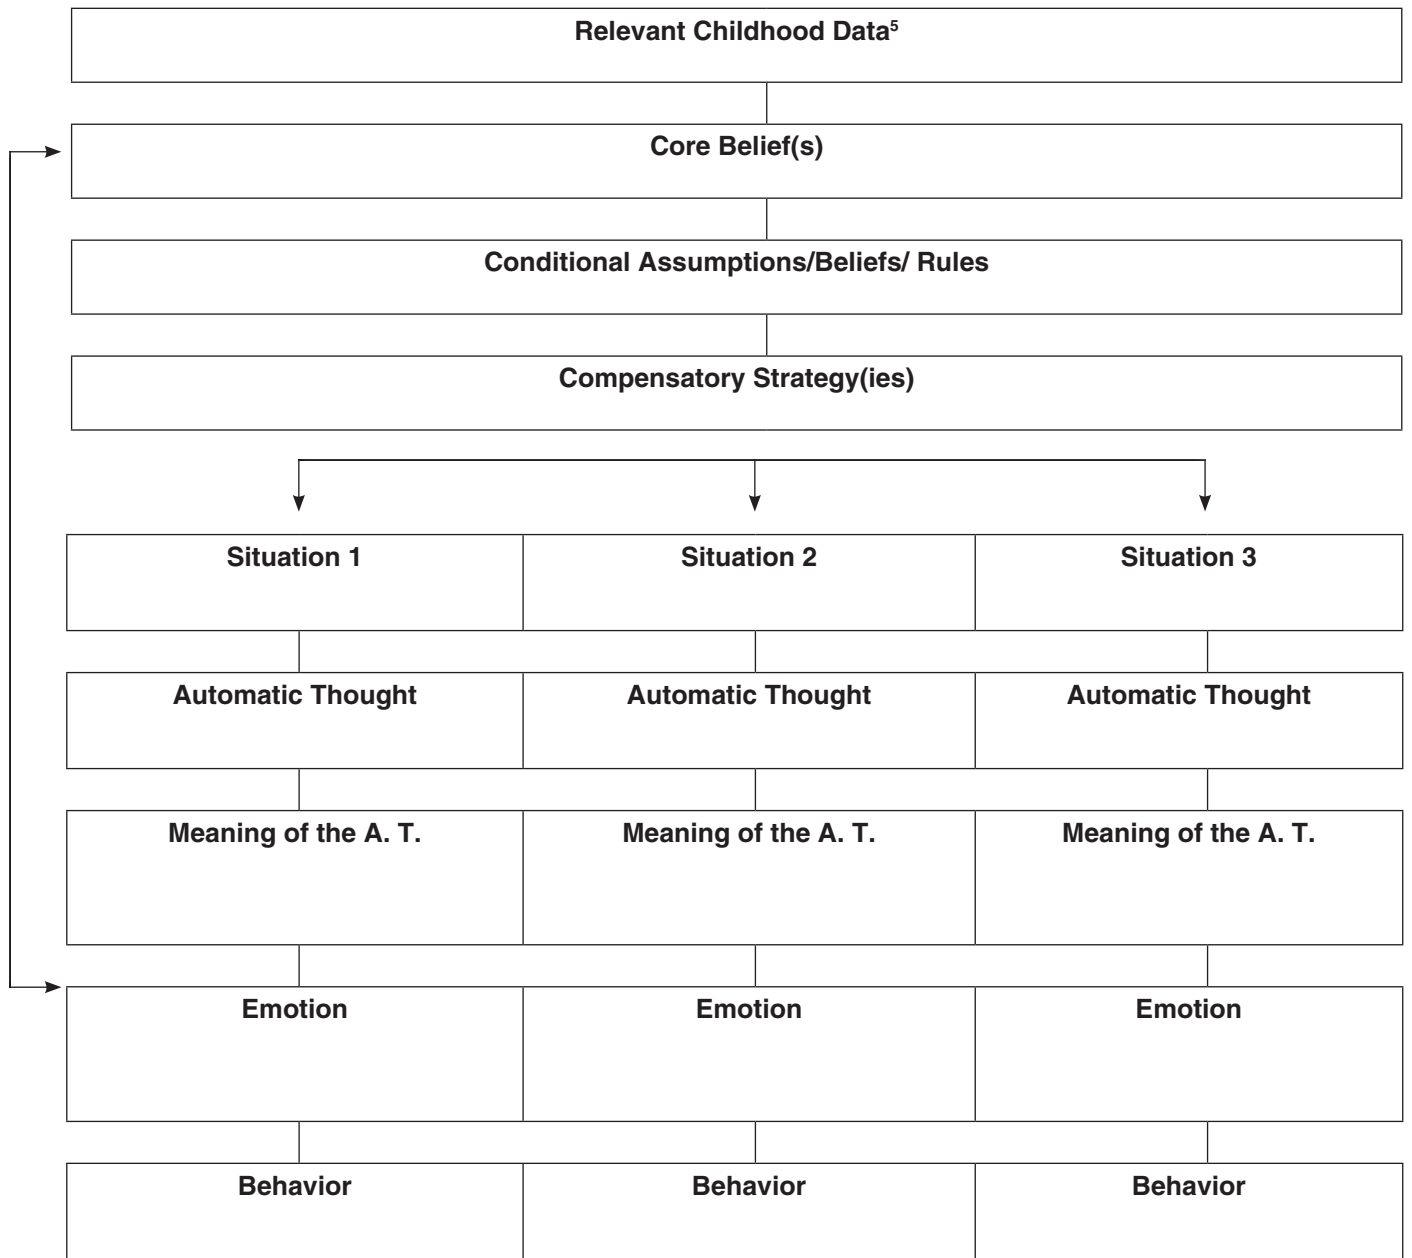 Relevant Childhood Data⁵
Core Belief(s)
Conditional Assumptions/Beliefs/ Rules
Compensatory Strategy(ies)
Situation 1
Situation 2
Situation 3
Automatic Thought
Automatic Thought
Automatic Thought
Meaning of the A. T.
Meaning of the A. T.
Meaning of the A. T.
Emotion
Emotion
Emotion
Behavior
Behavior
Behavior